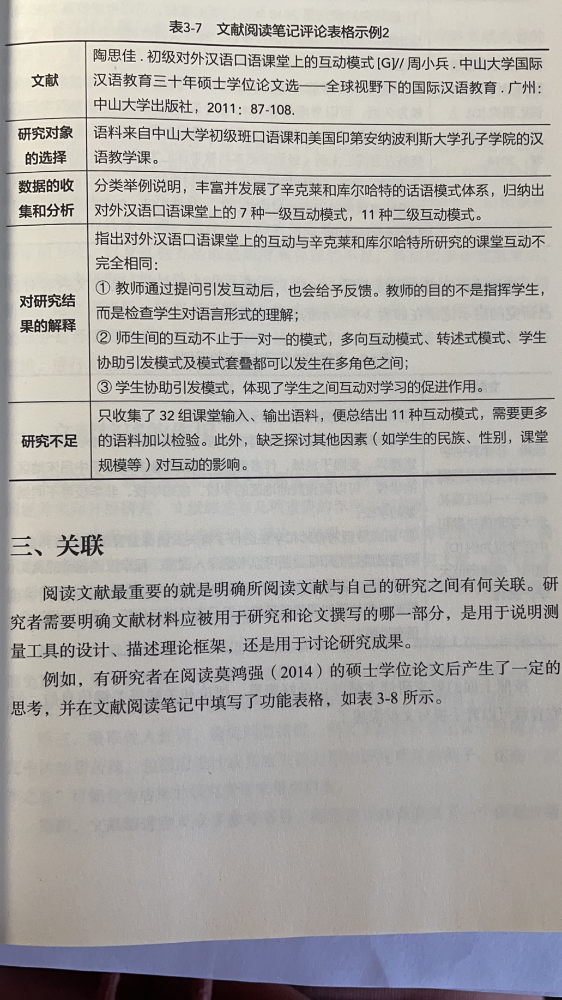 表3-7 文献阅读笔记评论表格示例2
文献
陶思佳．初级对外汉语口语课堂上的互动模式[G]//周小兵．中山大学国际
汉语教育三十年硕士学位论文选——全球视野下的国际汉语教育．广州：
中山大学出版社，2011：87-108.
研究对象
的选择
语料来自中山大学初级班口语课和美国印第安纳波利斯大学孔子学院的汉
语教学课。
数据的收
集和分析
分类举例说明，丰富并发展了辛克莱和库尔哈特的话语模式体系，归纳出
对外汉语口语课堂上的7种一级互动模式，11种二级互动模式。
对研究结
果的解释
指出对外汉语口语课堂上的互动与辛克莱和库尔哈特所研究的课堂互动不
完全相同：
① 教师通过提问引发互动后，也会给予反馈。教师的目的不是指挥学生，
而是检查学生对语言形式的理解；
② 师生间的互动不止于一对一的模式，多向互动模式、转述式模式、学生
协助引发模式及模式套叠都可以发生在多角色之间；
③ 学生协助引发模式，体现了学生之间互动对学习的促进作用。
研究不足
只收集了32组课堂输入、输出语料，便总结出11种互动模式，需要更多
的语料加以检验。此外，缺乏探讨其他因素（如学生的民族、性别，课堂
规模等）对互动的影响。
三、关联
阅读文献最重要的就是明确所阅读文献与自己的研究之间有何关联。研
究者需要明确文献材料应被用于研究和论文撰写的哪一部分，是用于说明测
量工具的设计、描述理论框架，还是用于讨论研究成果。
例如，有研究者在阅读莫鸿强（2014）的硕士学位论文后产生了一定的
思考，并在文献阅读笔记中填写了功能表格，如表3-8所示。